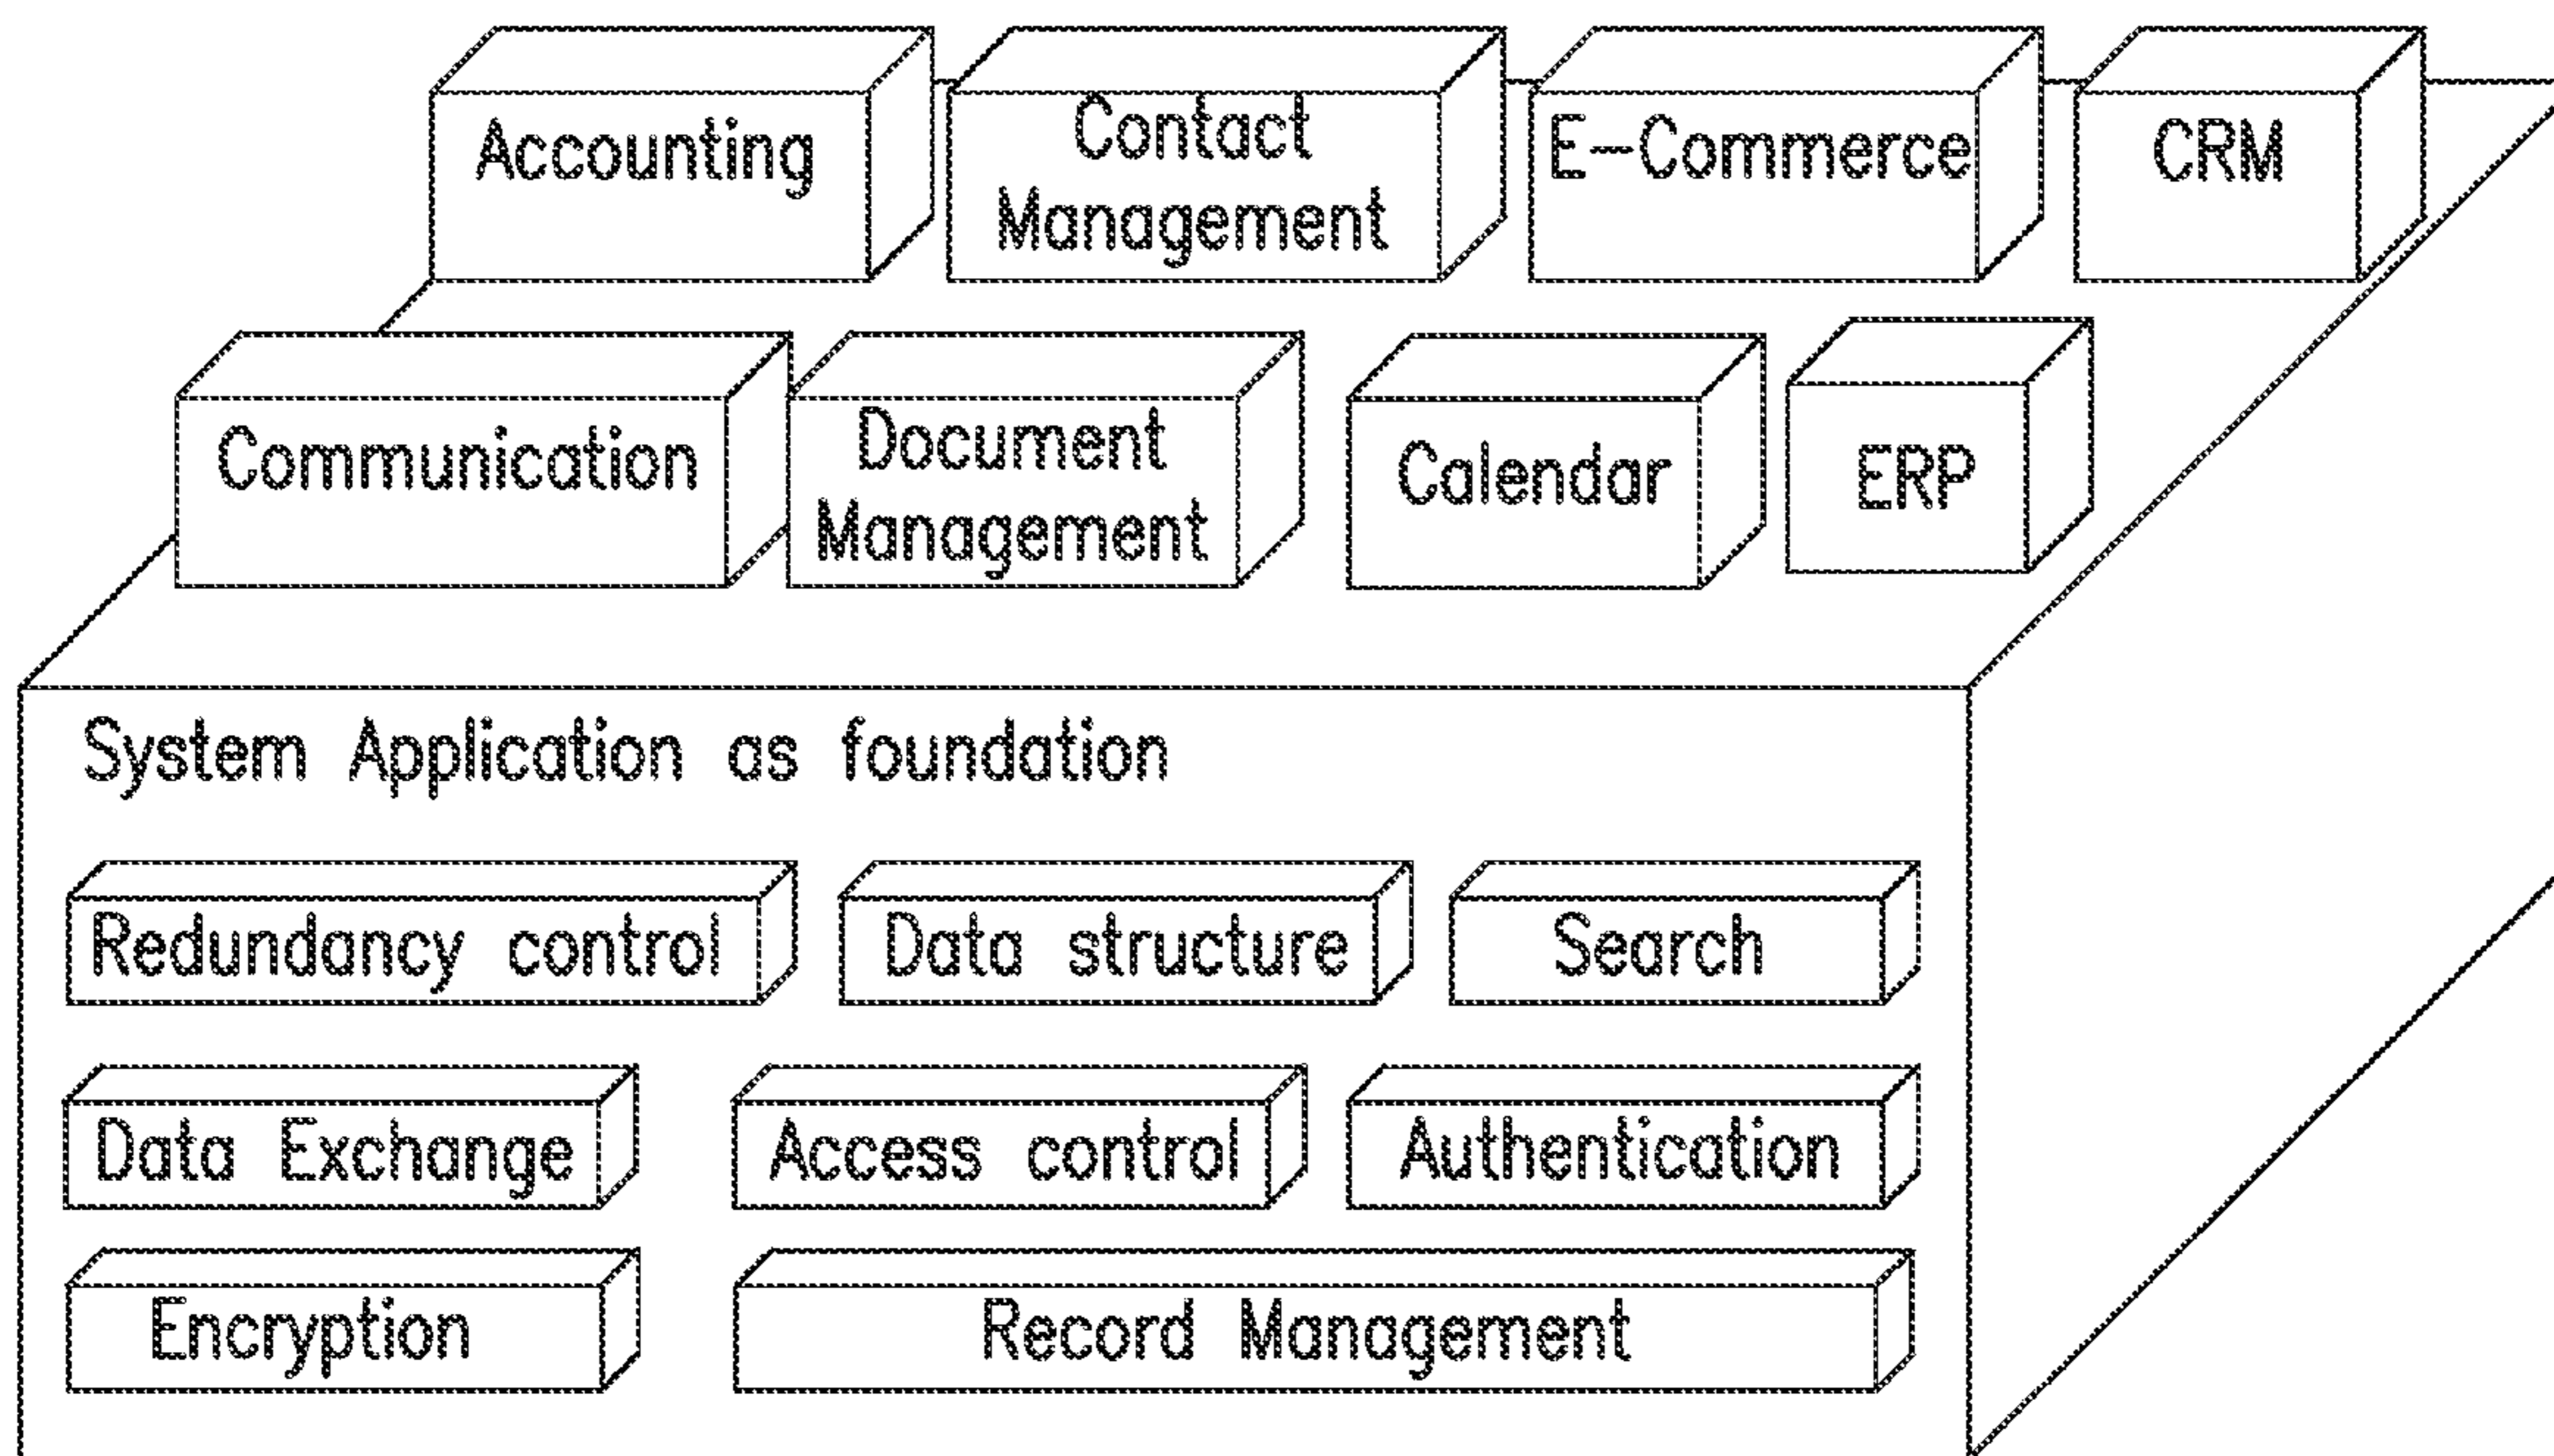 Accounting
Contact
Management
E-Commerce
CRM
Communication
Document
Management
Calendar
ERP
System Application as foundation
Redundancy control
Data structure
Search
Data Exchange
Access control
Authentication
Encryption
Record Management